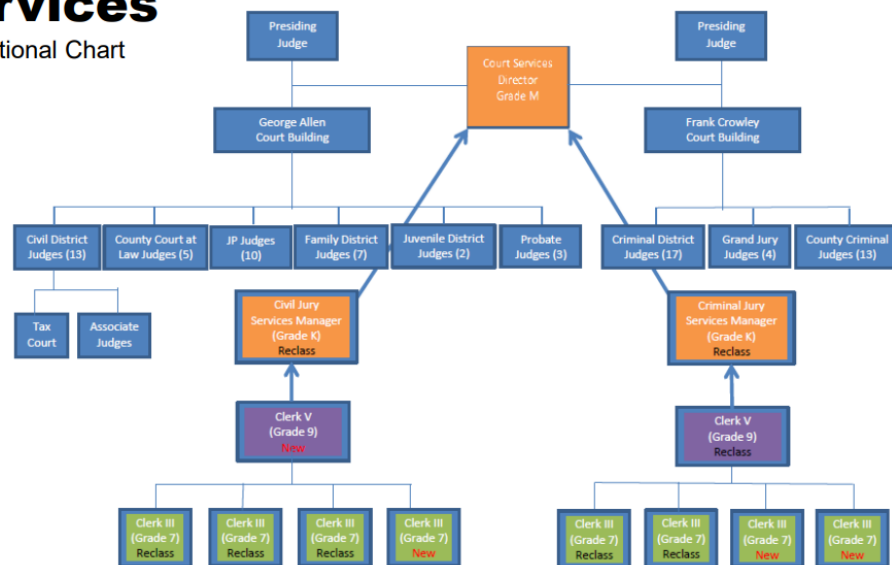 rvices
tional Chart
Presiding
Judge
Presiding
Judge
Court Services
Director
Grade M
George Allen
Court Building
Frank Crowley
Court Building
Civil District
Judges (13)
County Court at
Law Judges (5)
JP Judges
(10)
Family District
Judges (7)
Juvenile District
Judges (2)
Probate
Judges (3)
Criminal District
Judges (17)
Grand Jury
Judges (4)
County Criminal
Judges (13)
Tax
Court
Associate
Judges
Civil Jury
Services Manager
(Grade K)
Reclass
Criminal Jury
Services Manager
(Grade K)
Reclass
Clerk V
(Grade 9)
New
Clerk V
(Grade 9)
Reclass
Clerk III
(Grade 7)
Reclass
Clerk III
(Grade 7)
Reclass
Clerk III
(Grade 7)
Reclass
Clerk III
(Grade 7)
New
Clerk III
(Grade 7)
Reclass
Clerk III
(Grade 7)
Reclass
Clerk III
(Grade 7)
New
Clerk III
(Grade 7)
New